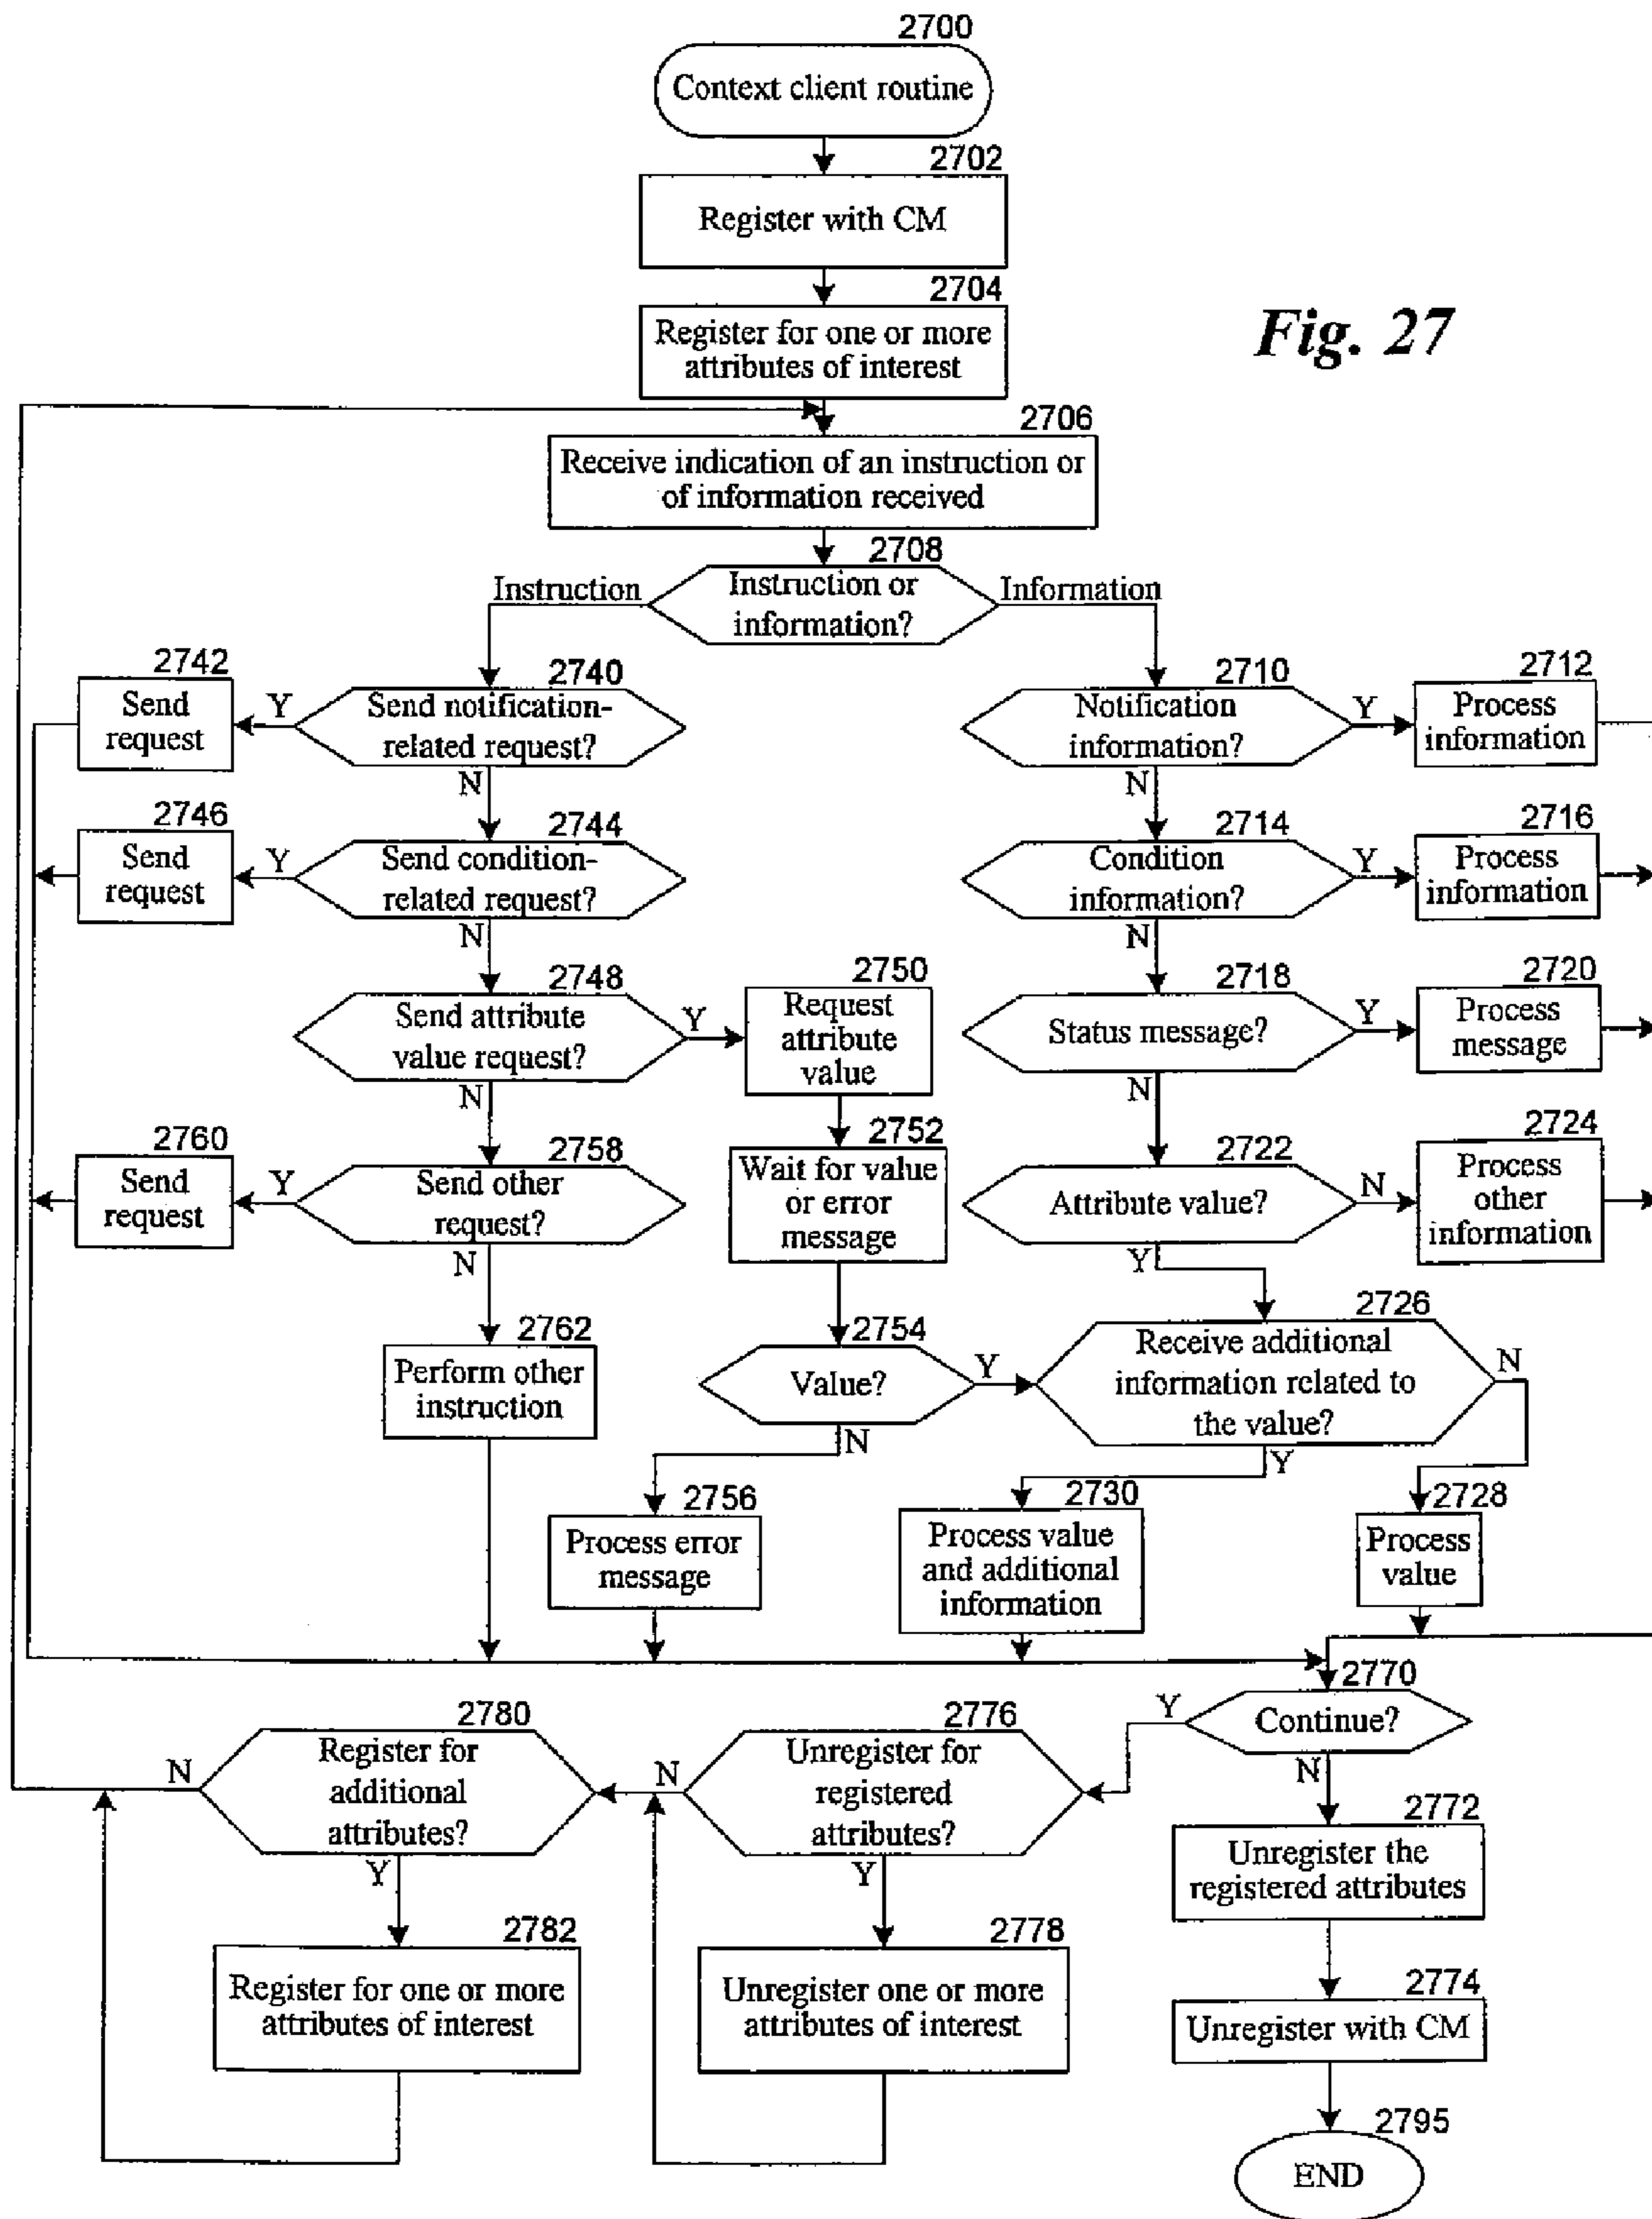 2700
Context client routine
2702
Register with CM
2704
Register for one or more
attributes of interest
Fig. 27
2706
Receive indication of an instruction or
of information received
2708
Instruction or
information?
Instruction
Information
2742
Send
request
Y
2740
Send notification-
related request?
N
2710
Notification
information?
N
Y
2712
Process
information
2746
Send
request
Y
2744
Send condition-
related request?
N
2714
Condition
information?
N
Y
2716
Process
information
2748
Send attribute
value request?
N
Y
2750
Request
attribute
value
2718
Status message?
N
Y
2720
Process
message
2760
Send
request
Y
2758
Send other
request?
N
2752
Wait for value
or error
message
2722
Attribute value?
Y
N
2724
Process
other
information
2762
Perform other
instruction
2754
Value?
N
Y
2726
Receive additional
information related to
the value?
Y
N
2756
Process error
message
2730
Process value
and additional
information
2728
Process
value
2770
Continue?
Y
N
2780
Register for
additional
attributes?
N
Y
2776
Unregister for
registered
attributes?
N
Y
2772
Unregister the
registered attributes
2782
Register for one or more
attributes of interest
2778
Unregister one or more
attributes of interest
2774
Unregister with CM
2795
END